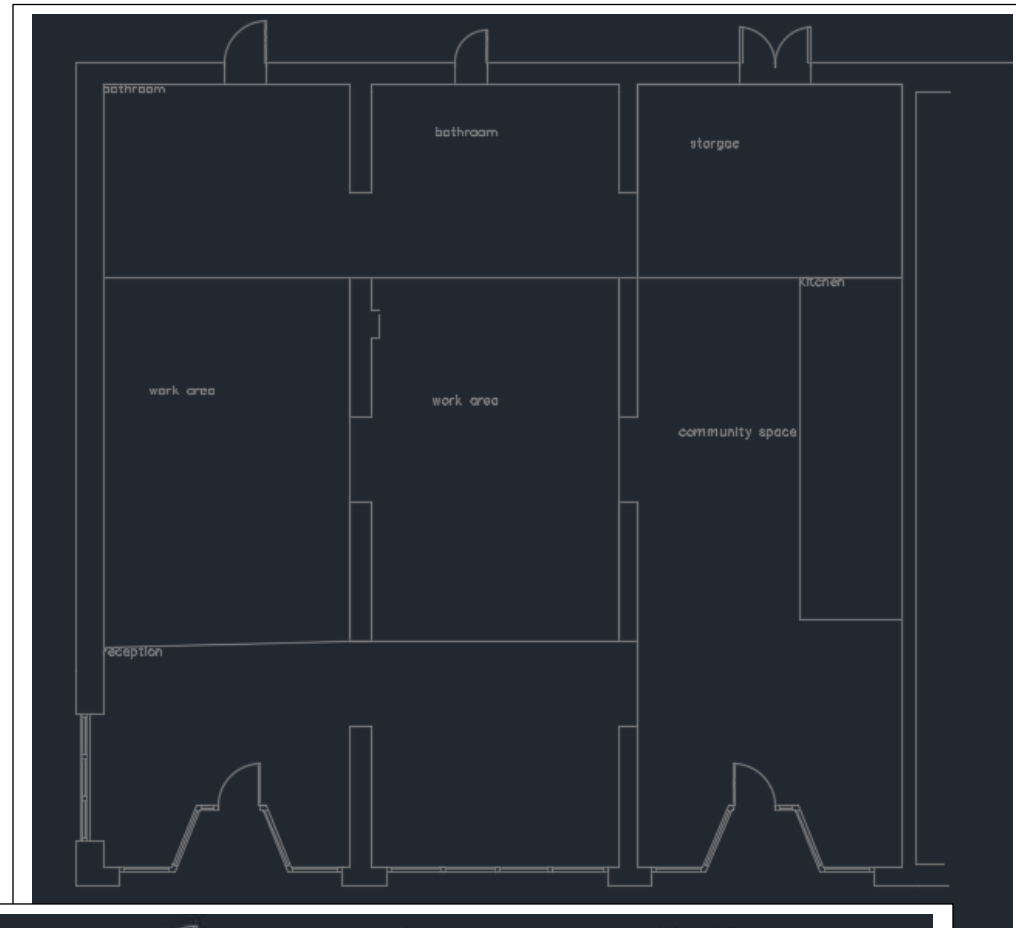 bathroom
bathroom
storgae
kitchen
work area
work area
community space
reception